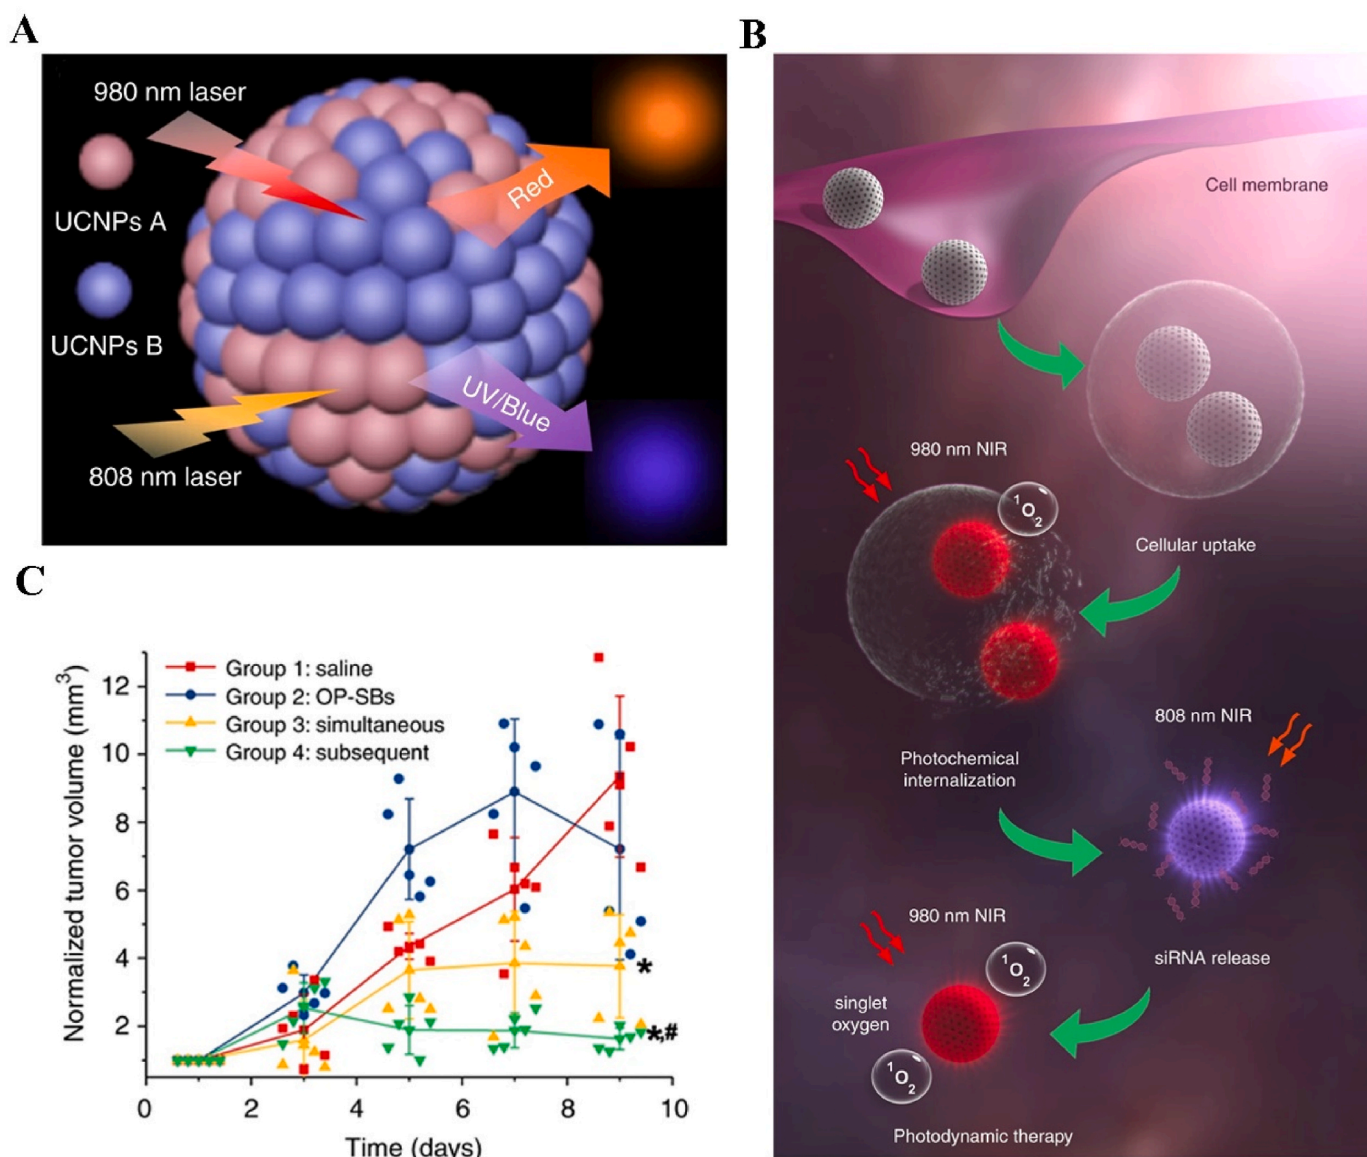 A
980 nm laser
UCNPs A
UCNPs B
808 nm laser
Red
UV/Blue
B
Cell membrane
980 nm NIR
¹O₂
Cellular uptake
808 nm NIR
Photochemical
internalization
980 nm NIR
¹O₂
siRNA release
singlet
oxygen
¹O₂
Photodynamic therapy
C
Normalized tumor volume (mm³)
12
10
8
6
4
2
Group 1: saline
Group 2: OP-SBs
Group 3: simultaneous
Group 4: subsequent
*
*,#
0
2
4
6
8
10
Time (days)